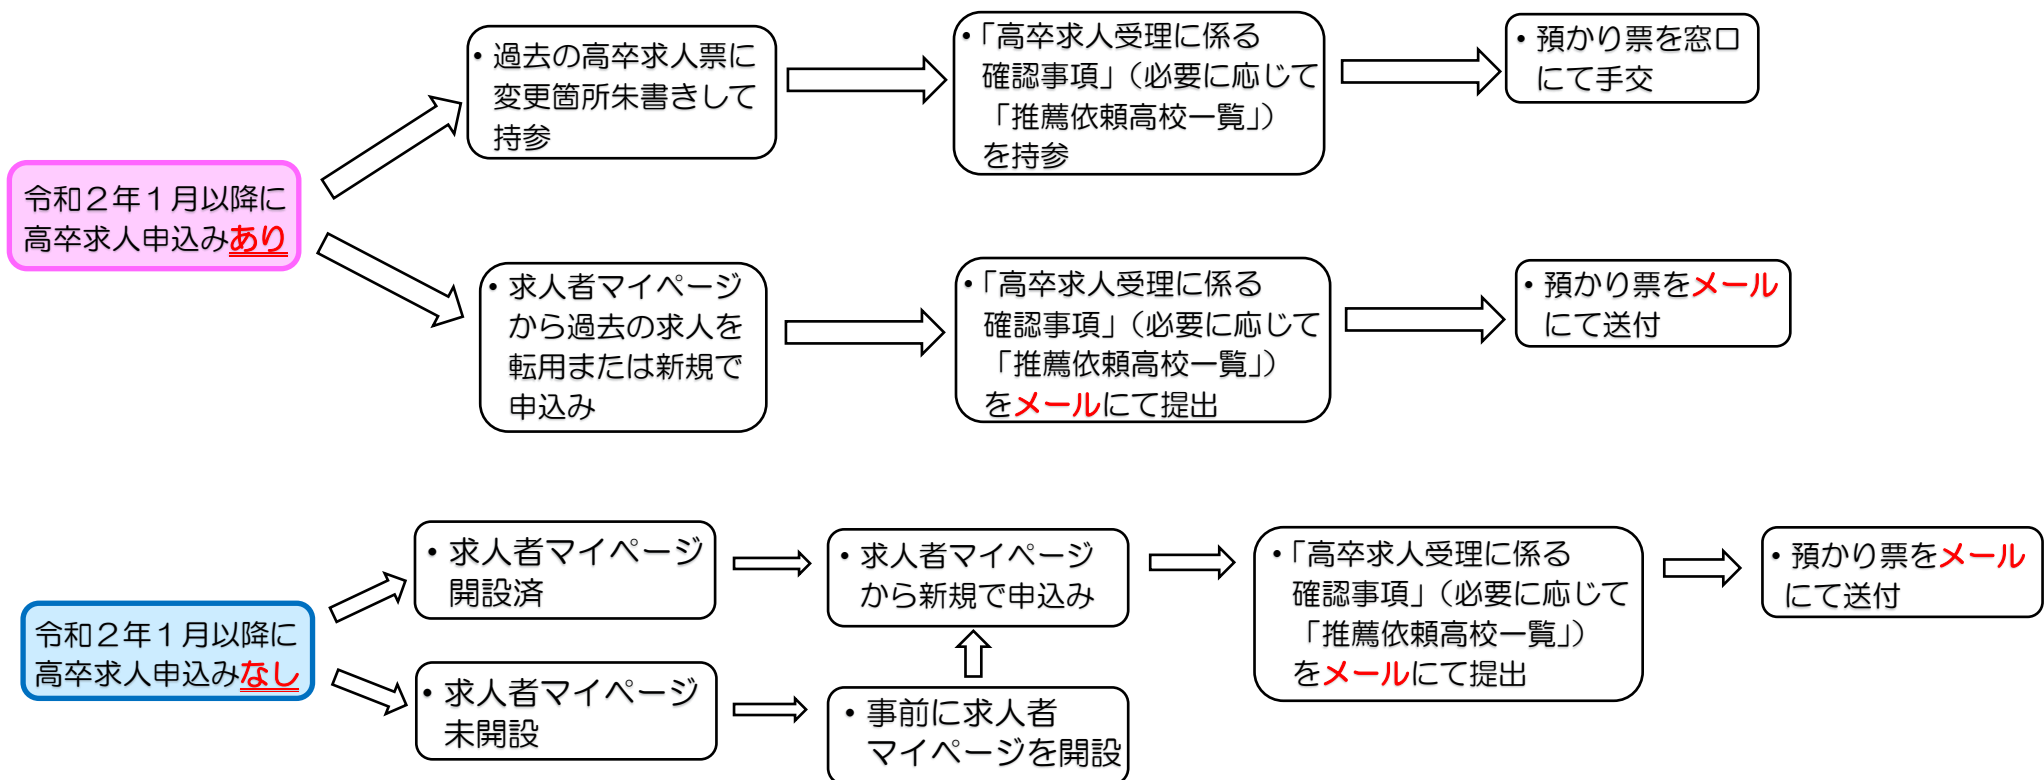 令和２年１月以降に
高卒求人申込みあり
・過去の高卒求人票に
変更箇所朱書きして
持参
・「高卒求人受理に係る
確認事項」（必要に応じて
「推薦依頼高校一覧」）
を持参
・預かり票を窓口
にて手交
・求人者マイページ
から過去の求人を
転用または新規で
申込み
・「高卒求人受理に係る
確認事項」（必要に応じて
「推薦依頼高校一覧」）
をメールにて提出
・預かり票をメール
にて送付
令和２年１月以降に
高卒求人申込みなし
・求人者マイページ
開設済
・求人者マイページ
から新規で申込み
・「高卒求人受理に係る
確認事項」（必要に応じて
「推薦依頼高校一覧」）
をメールにて提出
・預かり票をメール
にて送付
・求人者マイページ
未開設
・事前に求人者
マイページを開設